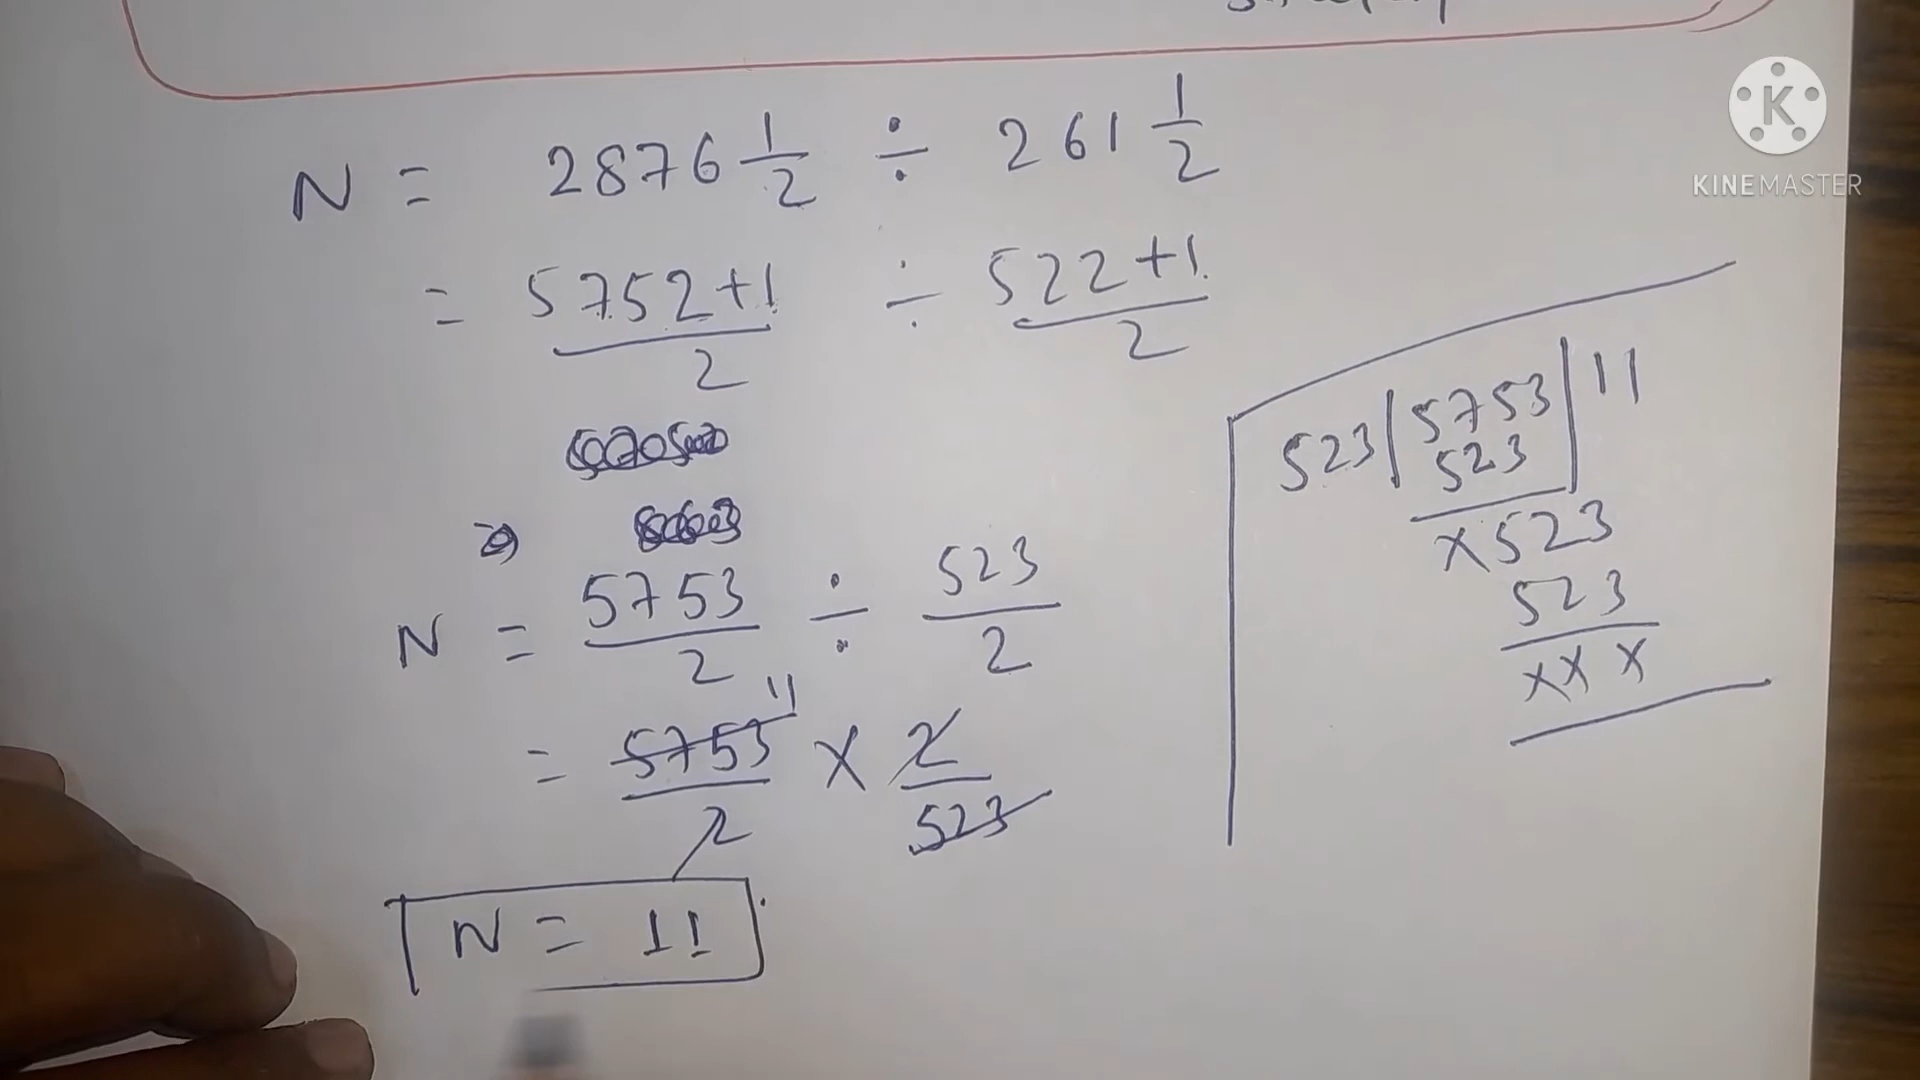 N = 2876 1/2 ÷ 261 1/2
= 5752+1/2 ÷ 522+1/2
N = 5753/2 ÷ 523/2
11
= 5753/2 × 2/523
N = 11
523 | 5753 | 11
523
×523
523
×××
K
KINEMASTER